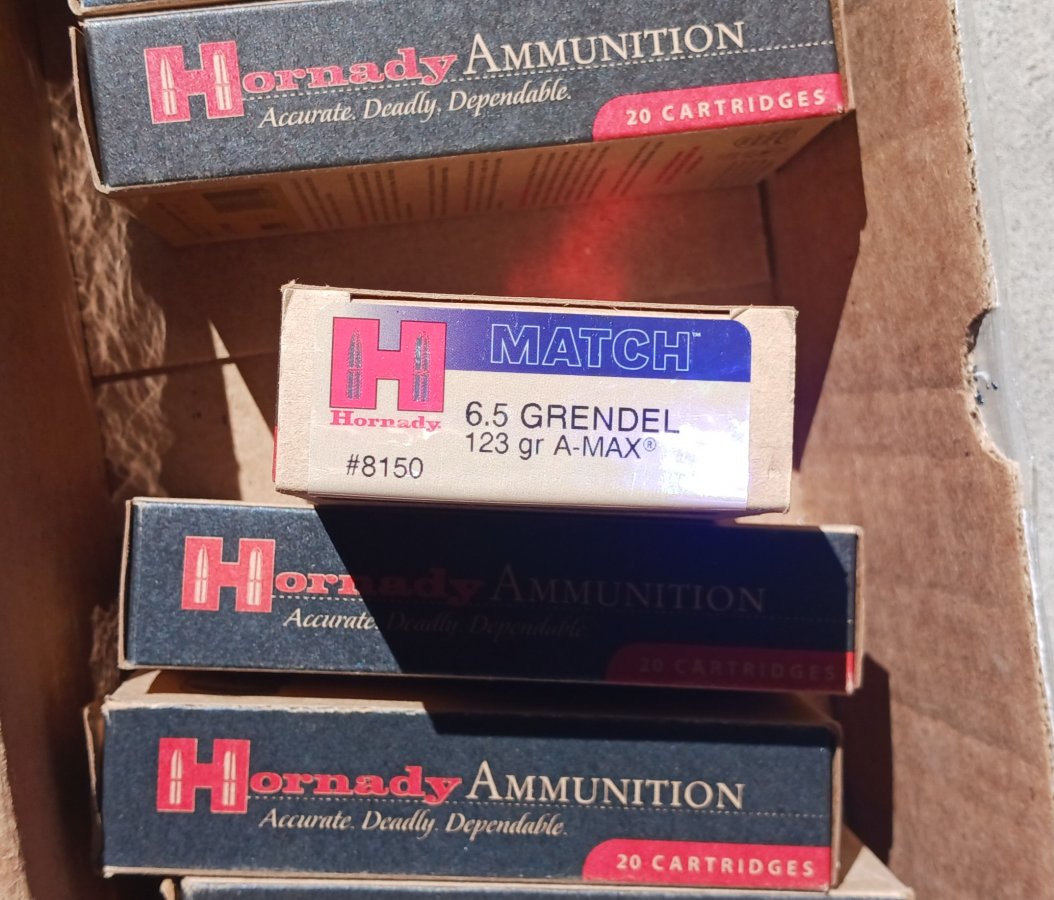 Hornady AMMUNITION
Accurate. Deadly. Dependable.
20 CARTRIDGES
MATCH™
Hornady
6.5 GRENDEL
123 gr A-MAX®
#8150
Hornady AMMUNITION
Accurate. Deadly. Dependable
20 CARTRIDGES
Hornady AMMUNITION
Accurate. Deadly. Dependable.
20 CARTRIDGES